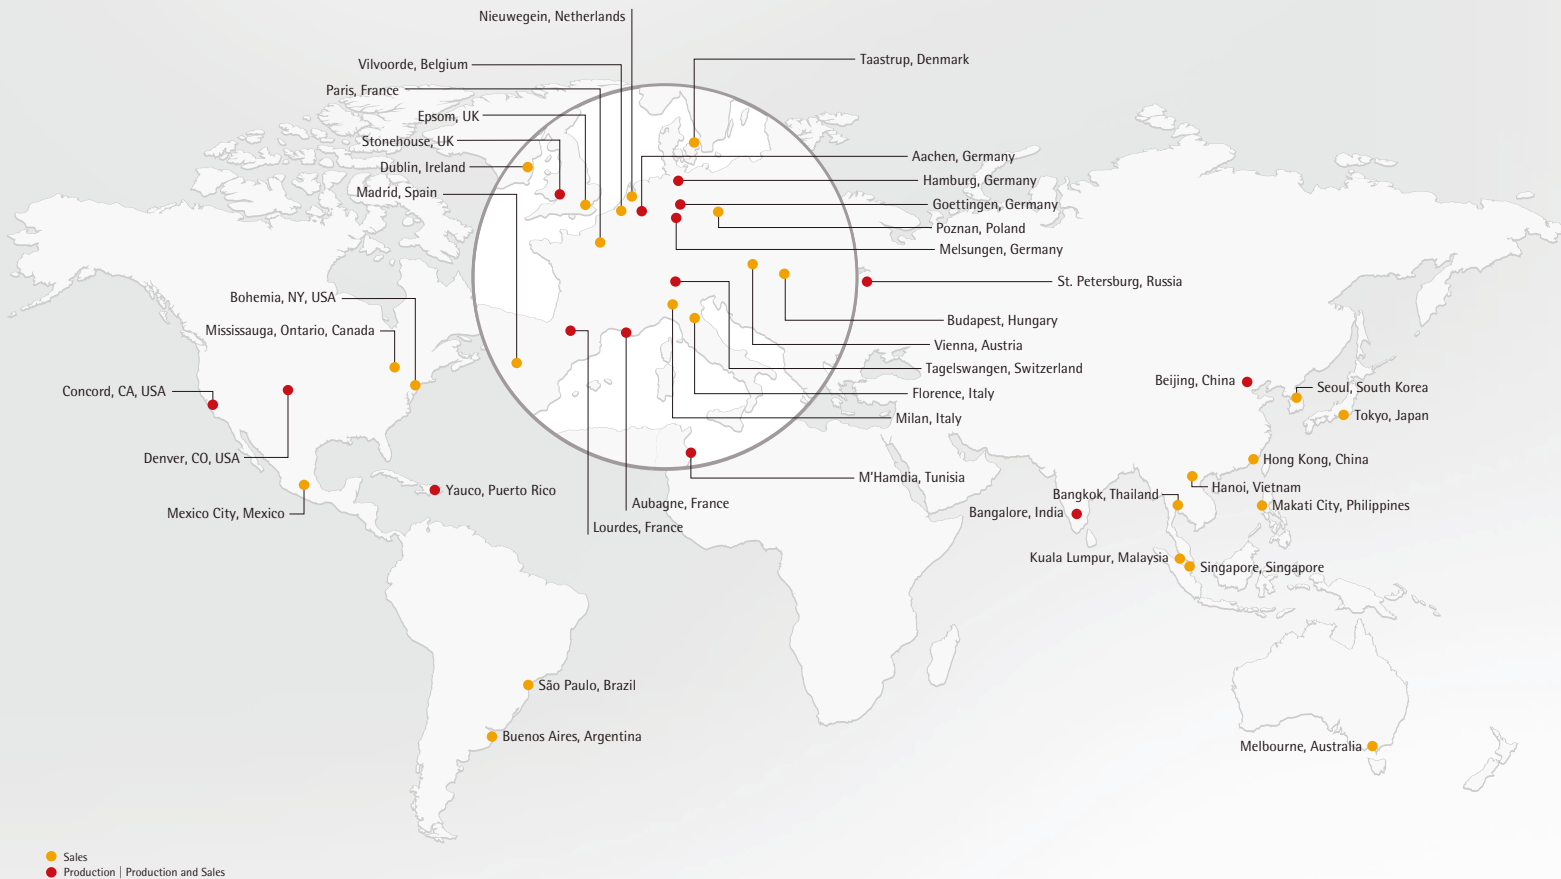 Nieuwegein, Netherlands
Vilvoorde, Belgium
Taastrup, Denmark
Paris, France
Epsom, UK
Stonehouse, UK
Dublin, Ireland
Madrid, Spain
Aachen, Germany
Hamburg, Germany
Goettingen, Germany
Poznan, Poland
Melsungen, Germany
St. Petersburg, Russia
Bohemia, NY, USA
Mississauga, Ontario, Canada
Budapest, Hungary
Vienna, Austria
Tagelswangen, Switzerland
Florence, Italy
Milan, Italy
Concord, CA, USA
Denver, CO, USA
Beijing, China
Seoul, South Korea
Tokyo, Japan
Hong Kong, China
Hanoi, Vietnam
Bangkok, Thailand
Makati City, Philippines
Bangalore, India
M'Hamdia, Tunisia
Yauco, Puerto Rico
Aubagne, France
Lourdes, France
Mexico City, Mexico
Kuala Lumpur, Malaysia
Singapore, Singapore
São Paulo, Brazil
Buenos Aires, Argentina
Melbourne, Australia
Sales
Production | Production and Sales